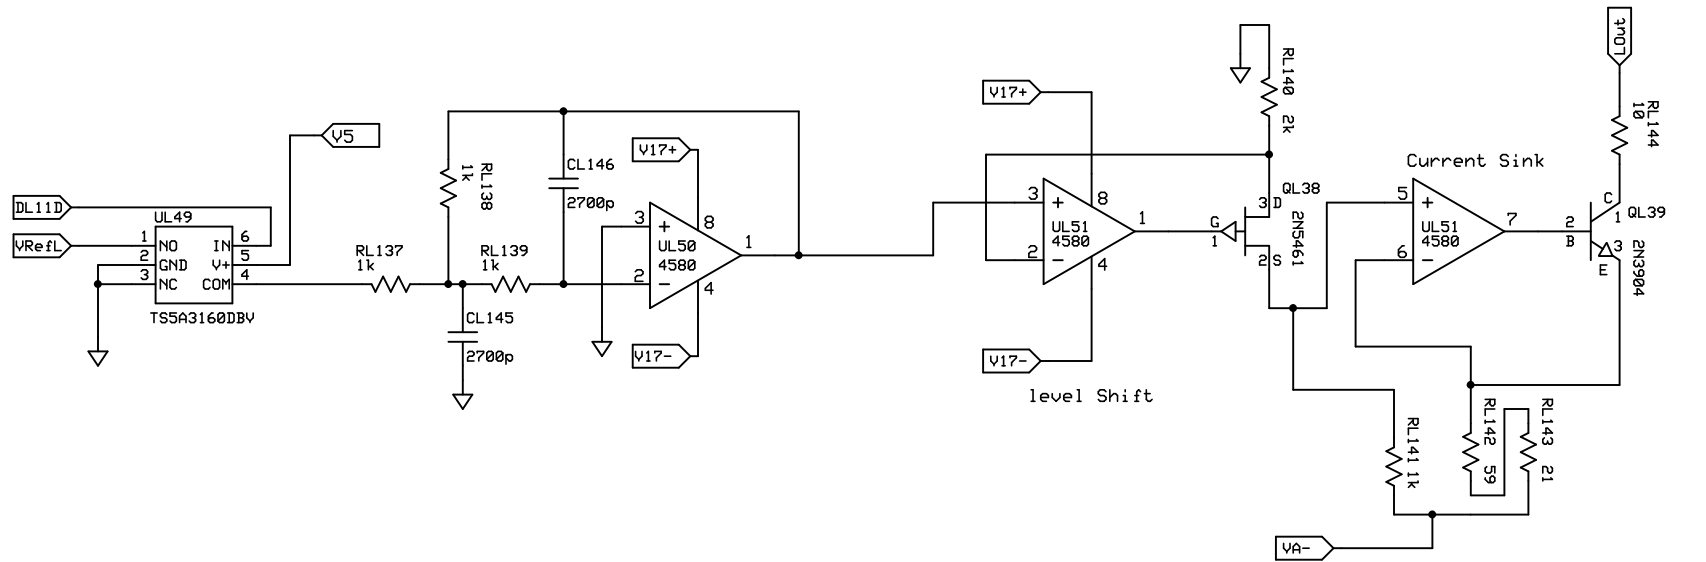 DL11D
VRefL
UL49
1
2
3
NO
GND
NC
IN
V+
COM
6
5
4
TS5A3160DBV
V5
RL137
1k
RL138
1k
RL139
1k
CL145
2700p
CL146
2700p
V17+
V17-
3
2
8
4
1
UL50
4580
V17+
V17-
3
2
8
4
1
UL51
4580
level Shift
RL140
2k
QL38
2N5461
3 D
G
1
2 S
RL141 1k
Current Sink
5
6
7
UL51
4580
2
B
C
1
3
E
QL39
2N3904
RL144
10
LOut
RL142 59
RL143 21
VA-